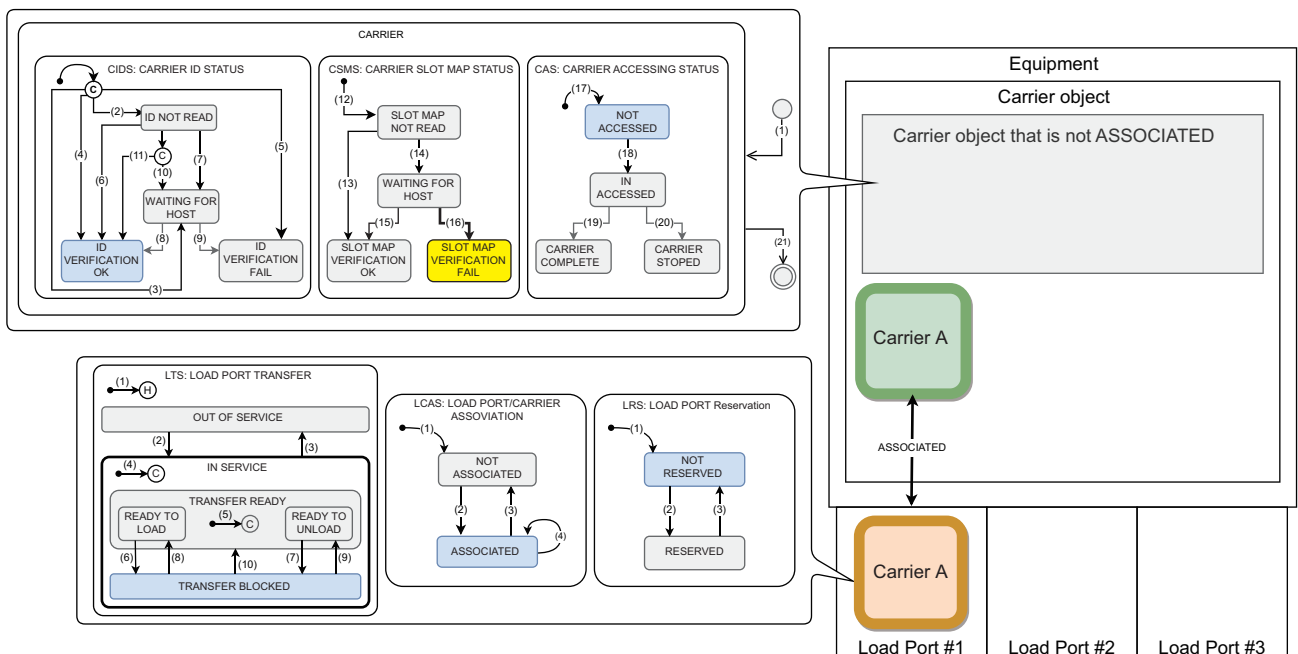 CARRIER
CIDS: CARRIER ID STATUS
C
(2)
ID NOT READ
(4)
(11)
C
(7)
(5)
(6)
(10)
WAITING FOR
HOST
(8)
(9)
ID
VERIFICATION
OK
ID
VERIFICATION
FAIL
(3)
CSMS: CARRIER SLOT MAP STATUS
(12)
SLOT MAP
NOT READ
(14)
(13)
WAITING FOR
HOST
(15)
(16)
SLOT MAP
VERIFICATION
OK
SLOT MAP
VERIFICATION
FAIL
CAS: CARRIER ACCESSING STATUS
(17)
NOT
ACCESSED
(18)
IN
ACCESSED
(19)
(20)
CARRIER
COMPLETE
CARRIER
STOPED
(1)
(21)
Equipment
Carrier object
Carrier object that is not ASSOCIATED
Carrier A
ASSOCIATED
LTS: LOAD PORT TRANSFER
(1)
H
OUT OF SERVICE
(2)
(3)
IN SERVICE
(4)
C
TRANSFER READY
READY TO
LOAD
(5)
C
READY TO
UNLOAD
(6)
(8)
(10)
(7)
(9)
TRANSFER BLOCKED
LCAS: LOAD PORT/CARRIER
ASSOVIATION
(1)
NOT
ASSOCIATED
(2)
(3)
(4)
ASSOCIATED
LRS: LOAD PORT Reservation
(1)
NOT
RESERVED
(2)
(3)
RESERVED
Carrier A
Load Port #1
Load Port #2
Load Port #3